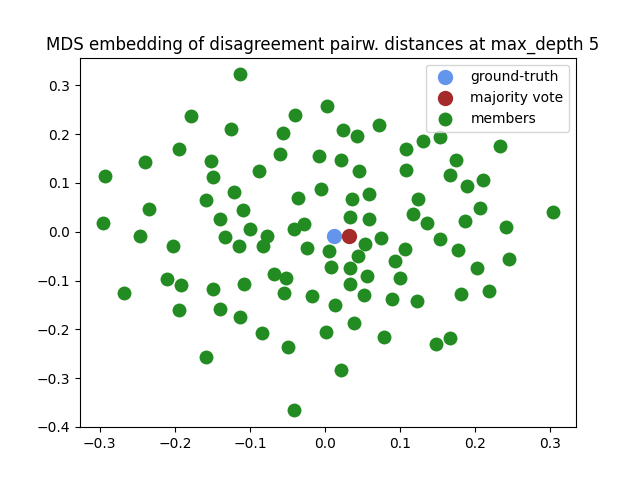 MDS embedding of disagreement pairw. distances at max_depth 5
ground-truth
majority vote
members
0.3
0.2
0.1
0.0
−0.1
−0.2
−0.3
−0.4
−0.3 −0.2 −0.1 0.0 0.1 0.2 0.3